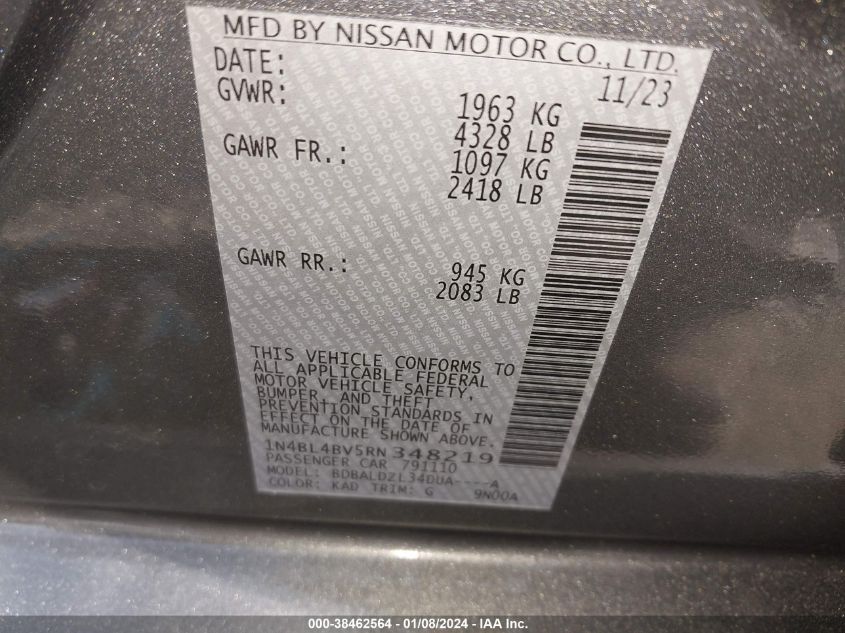 MFD BY NISSAN MOTOR CO., LTD.
DATE: 11/23
GVWR: 1963 KG
4328 LB
GAWR FR.: 1097 KG
2418 LB
GAWR RR.: 945 KG
2083 LB
THIS VEHICLE CONFORMS TO
ALL APPLICABLE FEDERAL
MOTOR VEHICLE SAFETY,
BUMPER, AND THEFT
PREVENTION STANDARDS IN
EFFECT ON THE DATE OF
MANUFACTURE SHOWN ABOVE.
1N4BL4BV5RN348219
PASSENGER CAR 791110
MODEL: BDBALDZL34DUA----A
COLOR: KAD TRIM: G 9N00A
000-38462564 - 01/08/2024 - IAA Inc.